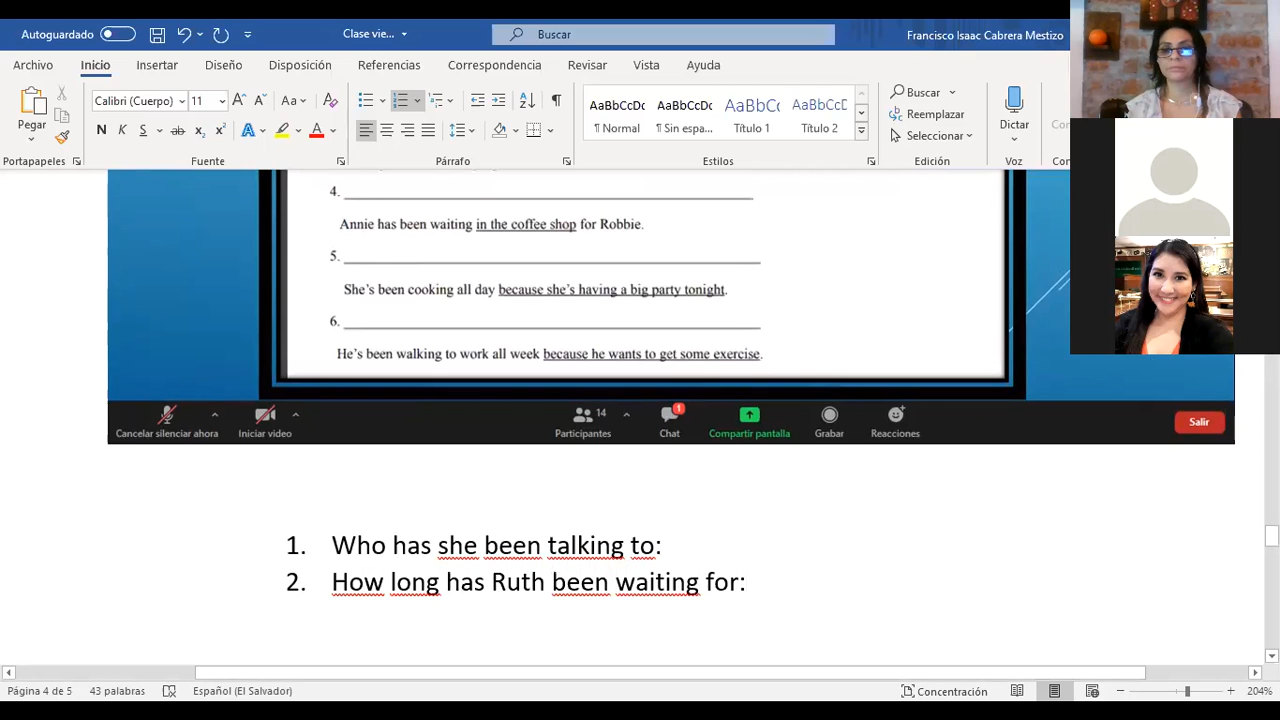 Autoguardado
Clase vie...
Buscar
Francisco Isaac Cabrera Mestizo
Archivo Inicio Insertar Diseño Disposición Referencias Correspondencia Revisar Vista Ayuda
Pegar
Calibri (Cuerpo) 11
AaBbCcDc AaBbCcDc AaBbCc AaBbCcD
¶ Normal ¶ Sin espa... Título 1 Título 2
Buscar
Reemplazar
Seleccionar
Dictar
Portapapeles Fuente Párrafo Estilos Edición Voz
4.
Annie has been waiting in the coffee shop for Robbie.
5.
She's been cooking all day because she's having a big party tonight.
6.
He's been walking to work all week because he wants to get some exercise.
Cancelar silenciar ahora Iniciar video Participantes 14 Chat 1 Compartir pantalla Grabar Reacciones Salir
1. Who has she been talking to:
2. How long has Ruth been waiting for:
Página 4 de 5 43 palabras Español (El Salvador) Concentración 204%